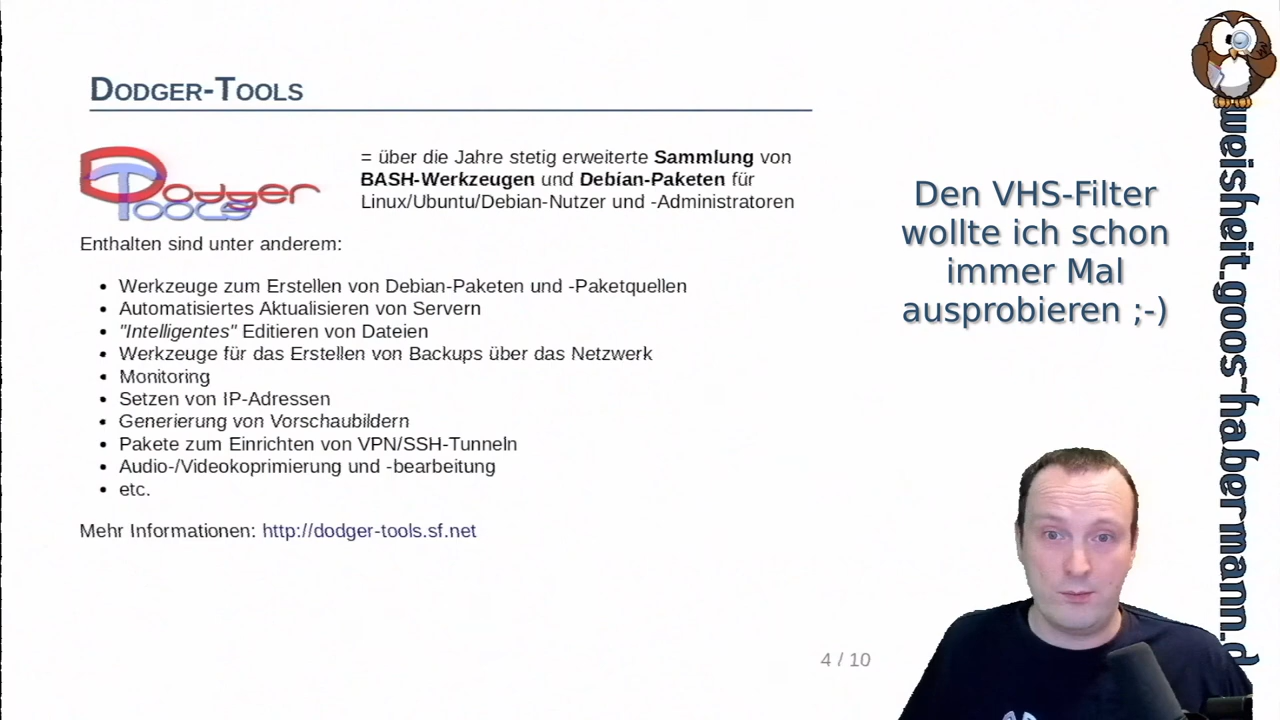 Dodger-Tools
Dodger
Tools
= über die Jahre stetig erweiterte Sammlung von
BASH-Werkzeugen und Debian-Paketen für
Linux/Ubuntu/Debian-Nutzer und -Administratoren
Enthalten sind unter anderem:
• Werkzeuge zum Erstellen von Debian-Paketen und -Paketquellen
• Automatisiertes Aktualisieren von Servern
• "Intelligentes" Editieren von Dateien
• Werkzeuge für das Erstellen von Backups über das Netzwerk
• Monitoring
• Setzen von IP-Adressen
• Generierung von Vorschaubildern
• Pakete zum Einrichten von VPN/SSH-Tunneln
• Audio-/Videokoprimierung und -bearbeitung
• etc.
Mehr Informationen: http://dodger-tools.sf.net
4 / 10
Den VHS-Filter
wollte ich schon
immer Mal
ausprobieren ;-)
weisheit.goos-habermann.d